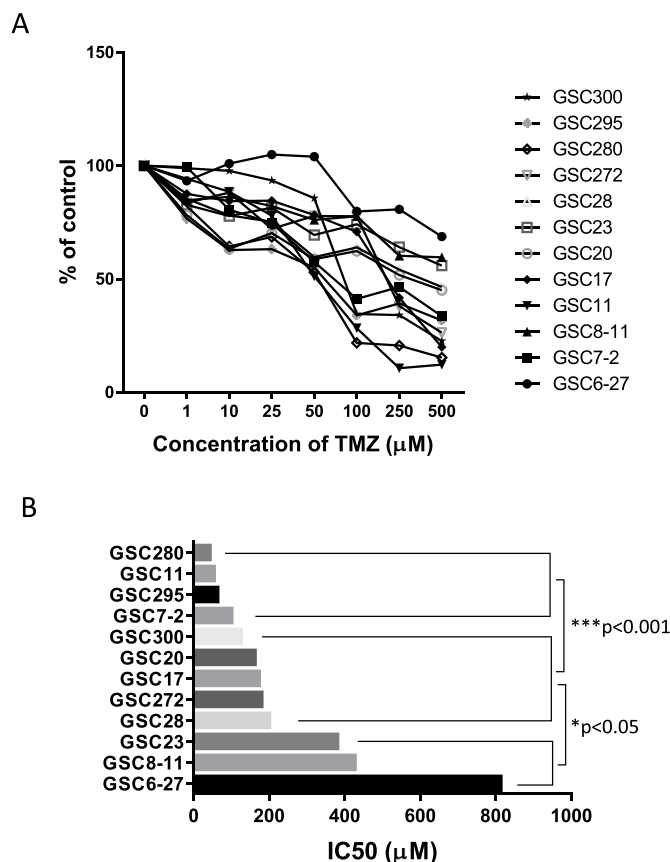 A
150
100
50
0
% of control
0 1 10 25 50 100 250 500
Concentration of TMZ (μM)
GSC300
GSC295
GSC280
GSC272
GSC28
GSC23
GSC20
GSC17
GSC11
GSC8-11
GSC7-2
GSC6-27
B
GSC280
GSC11
GSC295
GSC7-2
GSC300
GSC20
GSC17
GSC272
GSC28
GSC23
GSC8-11
GSC6-27
***p<0.001
*p<0.05
0 200 400 600 800 1000
IC50 (μM)